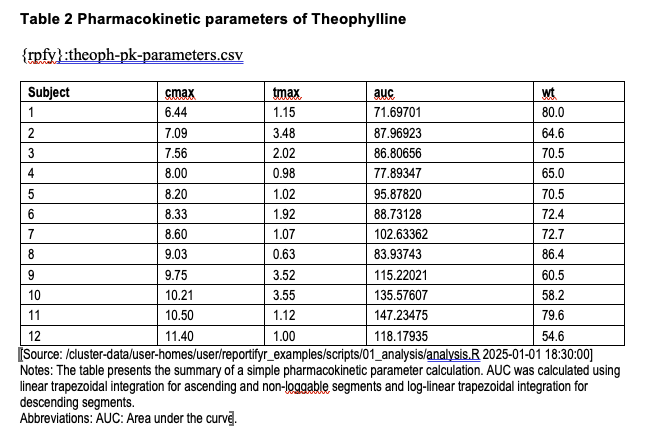 Table 2 Pharmacokinetic parameters of Theophylline
{rpfy}:theoph-pk-parameters.csv
Subject cmax tmax auc wt
1 6.44 1.15 71.69701 80.0
2 7.09 3.48 87.96923 64.6
3 7.56 2.02 86.80656 70.5
4 8.00 0.98 77.89347 65.0
5 8.20 1.02 95.87820 70.5
6 8.33 1.92 88.73128 72.4
7 8.60 1.07 102.63362 72.7
8 9.03 0.63 83.93743 86.4
9 9.75 3.52 115.22021 60.5
10 10.21 3.55 135.57607 58.2
11 10.50 1.12 147.23475 79.6
12 11.40 1.00 118.17935 54.6
[Source: /cluster-data/user-homes/user/reportifyr_examples/scripts/01_analysis/analysis.R 2025-01-01 18:30:00]
Notes: The table presents the summary of a simple pharmacokinetic parameter calculation. AUC was calculated using
linear trapezoidal integration for ascending and non-loggable segments and log-linear trapezoidal integration for
descending segments.
Abbreviations: AUC: Area under the curve.